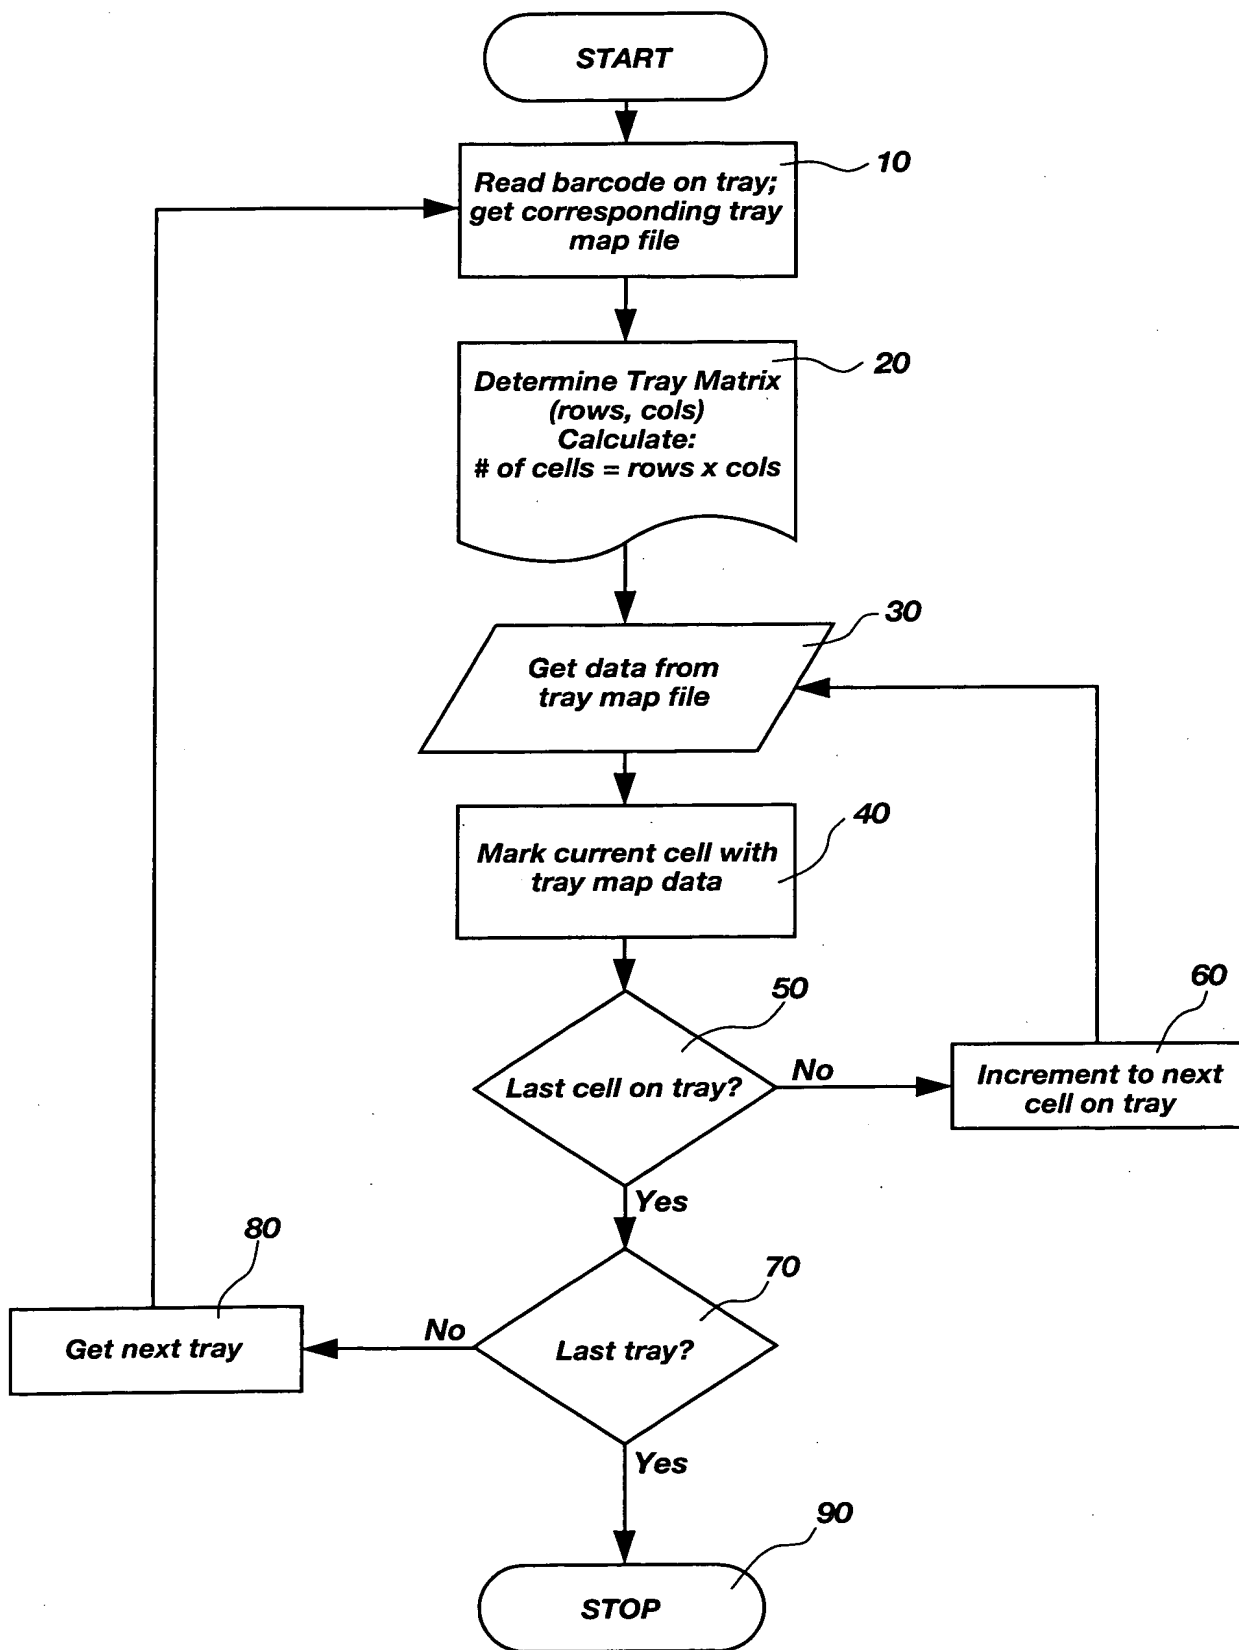 START
10
Read barcode on tray;
get corresponding tray
map file
20
Determine Tray Matrix
(rows, cols)
Calculate:
# of cells = rows x cols
30
Get data from
tray map file
40
Mark current cell with
tray map data
50
Last cell on tray?
No
60
Increment to next
cell on tray
Yes
80
70
Get next tray
No
Last tray?
Yes
90
STOP